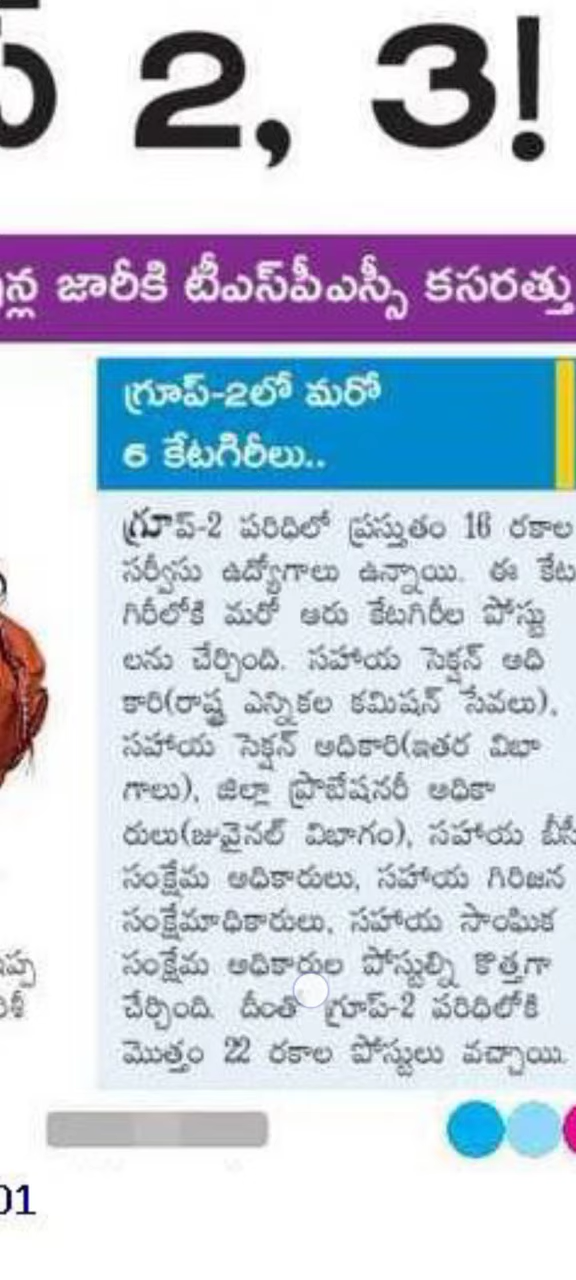 2, 3!
జారీకి టీఎస్‌పీఎస్సీ కసరత్తు
గ్రూప్-2లో మరో
6 కేటగిరీలు..
గ్రూప్-2 పరిధిలో ప్రస్తుతం 16 రకాల
సర్వీసు ఉద్యోగాలు ఉన్నాయి. ఈ కేట
గిరీలోకి మరో ఆరు కేటగిరీల పోస్టు
లను చేర్చింది. సహాయ సెక్షన్ అధి
కారి(రాష్ట్ర ఎన్నికల కమిషన్ సేవలు),
సహాయ సెక్షన్ అధికారి(ఇతర విభా
గాలు), జిల్లా ప్రొబేషనరీ అధికా
రులు(జువైనల్ విభాగం), సహాయ బీసీ
సంక్షేమ అధికారులు, సహాయ గిరిజన
సంక్షేమాధికారులు, సహాయ సాంఘిక
సంక్షేమ అధికారుల పోస్టుల్ని కొత్తగా
చేర్చింది. దీంతో గ్రూప్-2 పరిధిలోకి
మొత్తం 22 రకాల పోస్టులు వచ్చాయి.
01